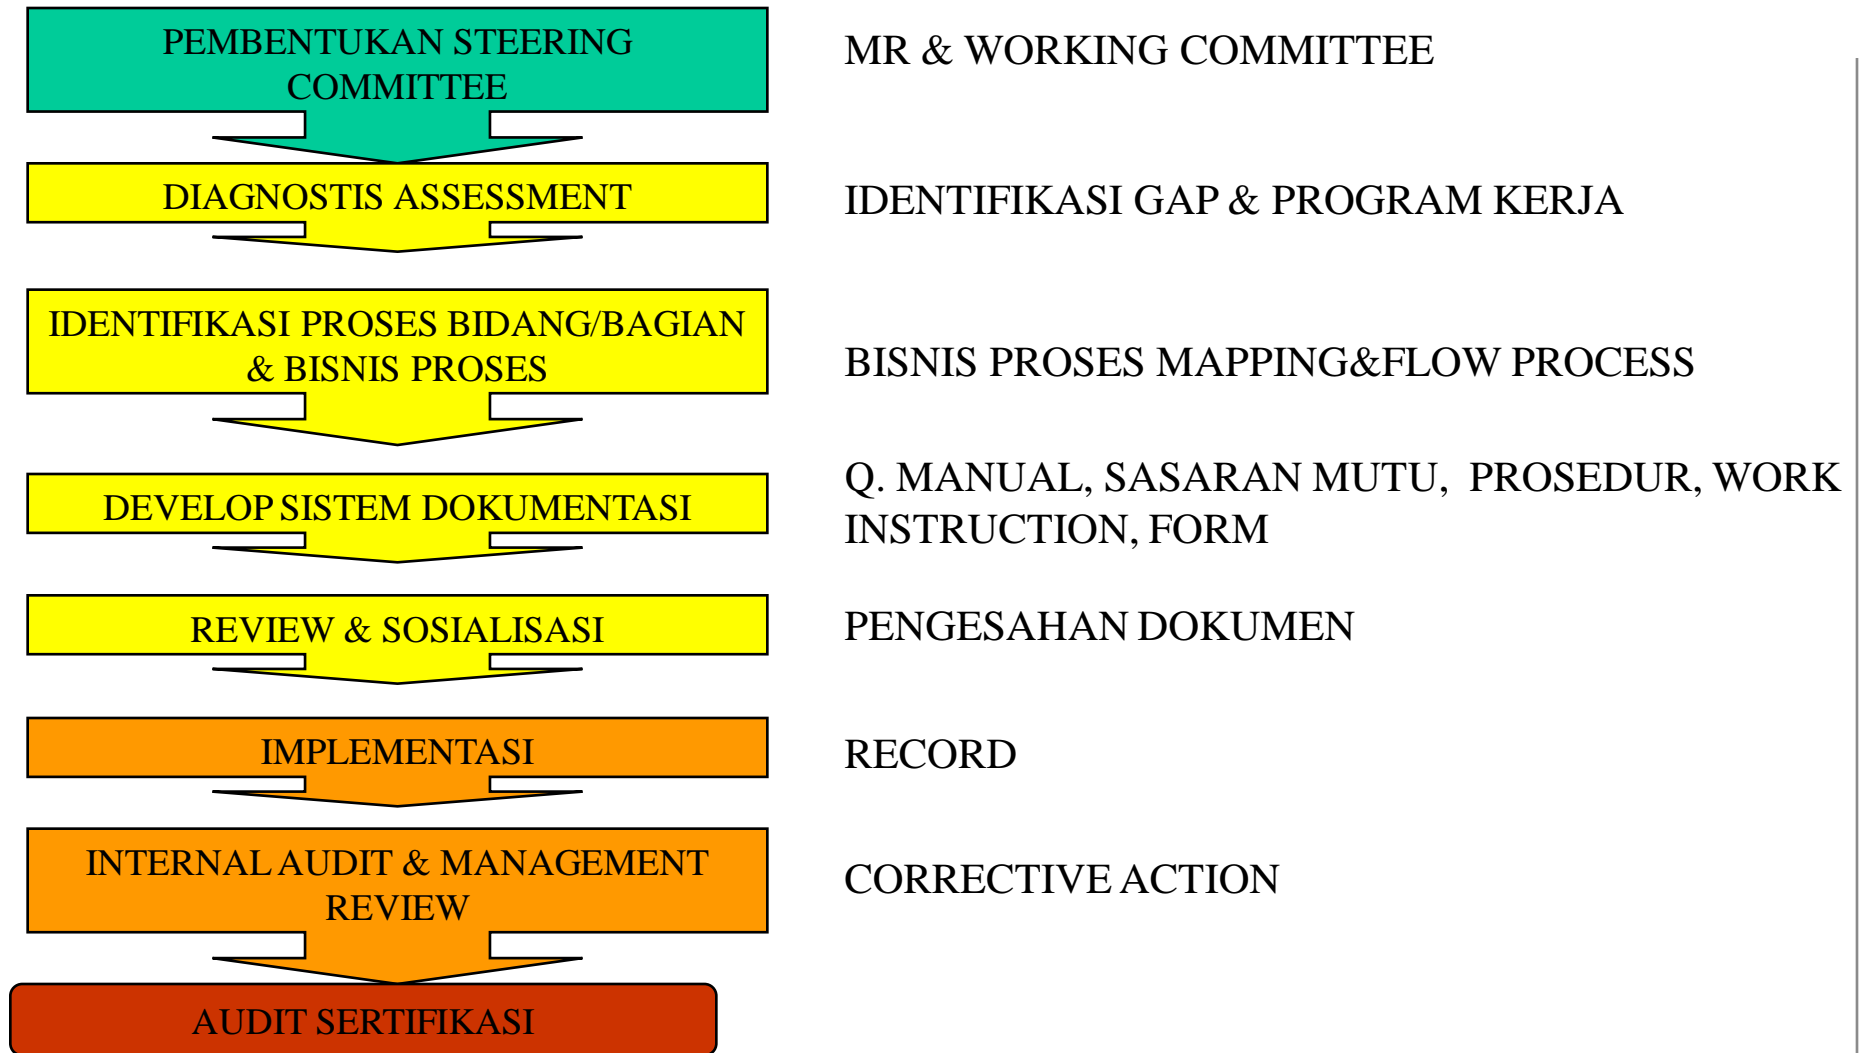 PEMBENTUKAN STEERING
COMMITTEE
MR & WORKING COMMITTEE
DIAGNOSTIS ASSESSMENT
IDENTIFIKASI GAP & PROGRAM KERJA
IDENTIFIKASI PROSES BIDANG/BAGIAN
& BISNIS PROSES
BISNIS PROSES MAPPING&FLOW PROCESS
DEVELOP SISTEM DOKUMENTASI
Q. MANUAL, SASARAN MUTU, PROSEDUR, WORK
INSTRUCTION, FORM
REVIEW & SOSIALISASI
PENGESAHAN DOKUMEN
IMPLEMENTASI
RECORD
INTERNAL AUDIT & MANAGEMENT
REVIEW
CORRECTIVE ACTION
AUDIT SERTIFIKASI